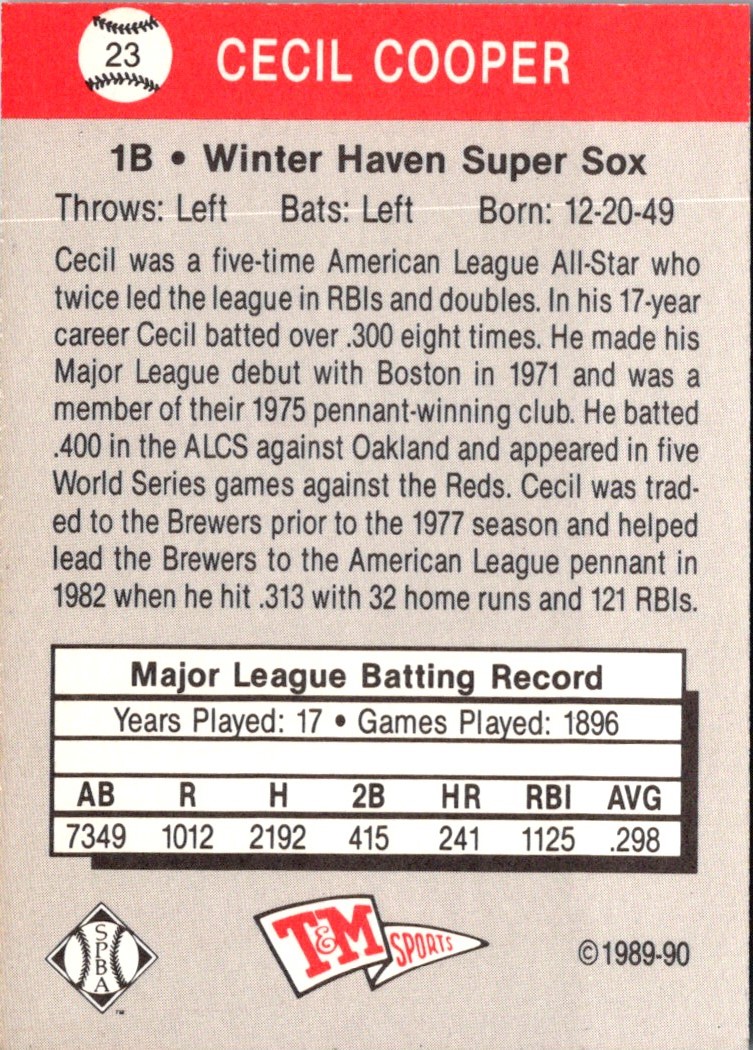 23
CECIL COOPER
1B • Winter Haven Super Sox
Throws: Left Bats: Left Born: 12-20-49
Cecil was a five-time American League All-Star who
twice led the league in RBIs and doubles. In his 17-year
career Cecil batted over .300 eight times. He made his
Major League debut with Boston in 1971 and was a
member of their 1975 pennant-winning club. He batted
.400 in the ALCS against Oakland and appeared in five
World Series games against the Reds. Cecil was trad-
ed to the Brewers prior to the 1977 season and helped
lead the Brewers to the American League pennant in
1982 when he hit .313 with 32 home runs and 121 RBIs.
Major League Batting Record
Years Played: 17 • Games Played: 1896
AB R H 2B HR RBI AVG
7349 1012 2192 415 241 1125 .298
SPBA
™
T&M SPORTS
©1989-90